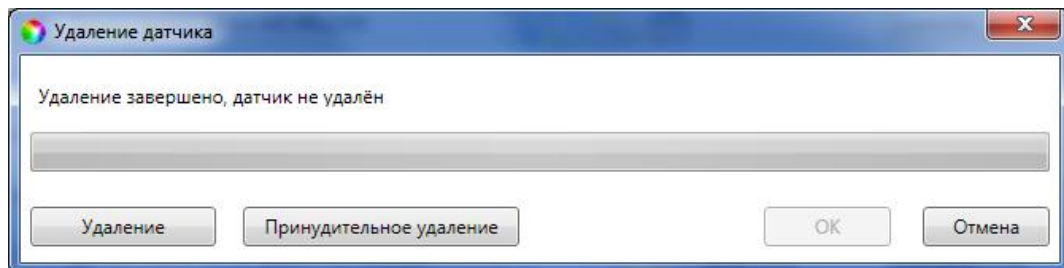 Удаление датчика
Удаление завершено, датчик не удалён
Удаление Принудительное удаление OK Отмена